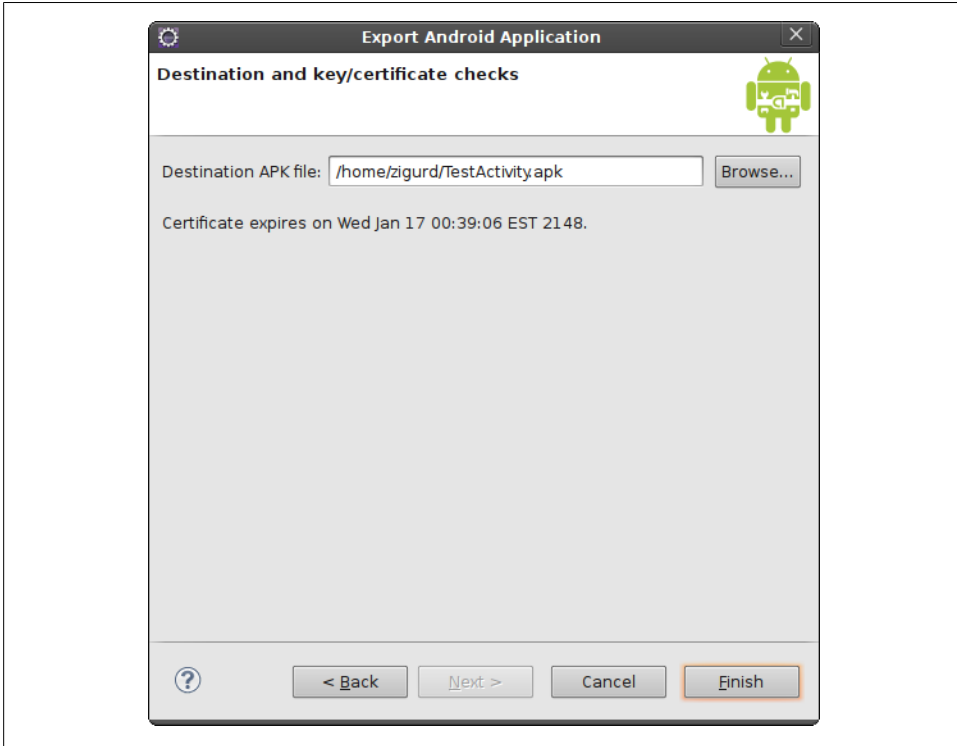 Export Android Application
Destination and key/certificate checks
Destination APK file: /home/zigurd/TestActivity.apk Browse...
Certificate expires on Wed Jan 17 00:39:06 EST 2148.
? < Back Next > Cancel Finish